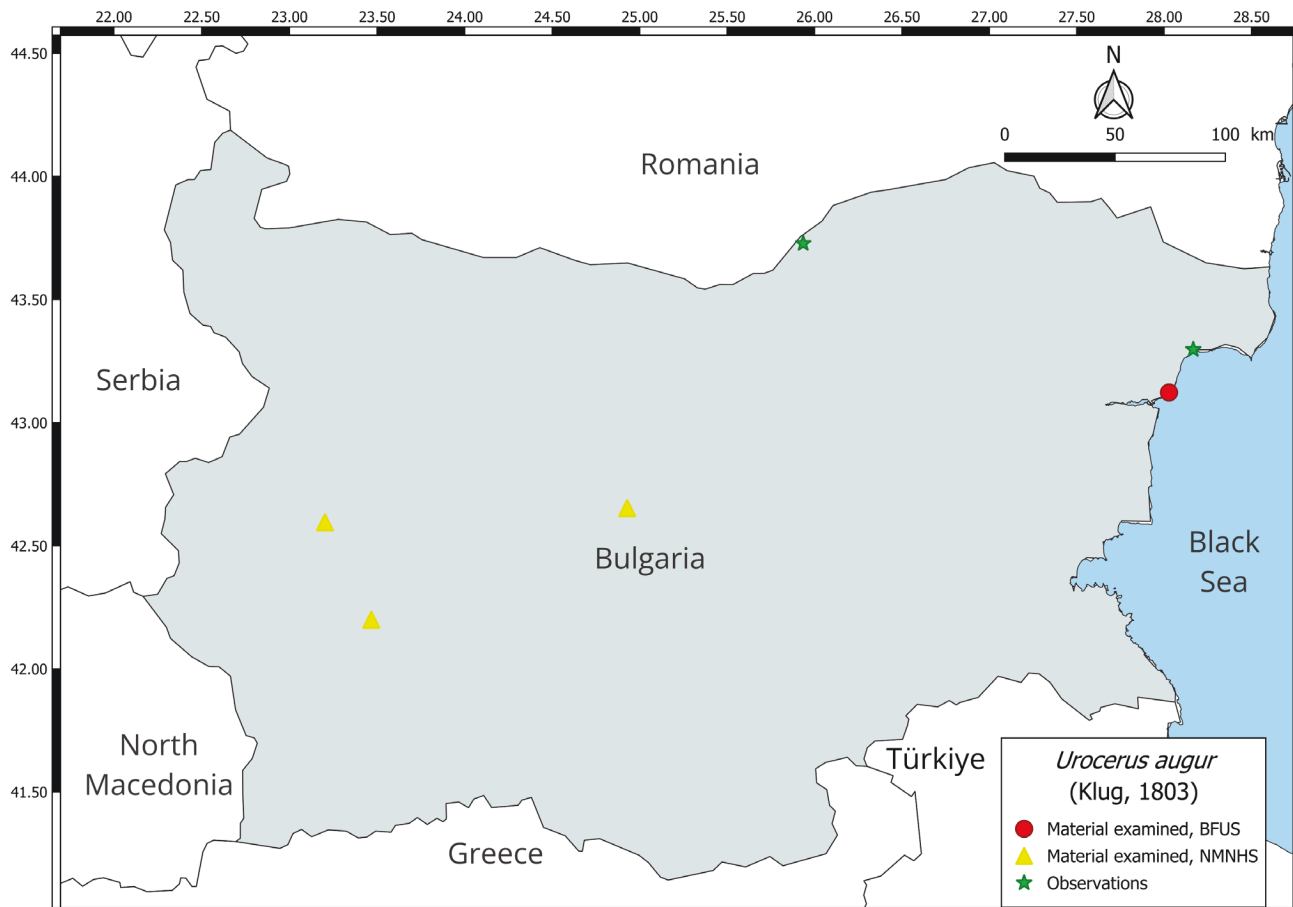 22.00 22.50 23.00 23.50 24.00 24.50 25.00 25.50 26.00 26.50 27.00 27.50 28.00 28.50
44.50
44.00
43.50
43.00
42.50
42.00
41.50
N
0 50 100 km
Romania
Serbia
Bulgaria
Black
Sea
North
Macedonia
Türkiye
Greece
Urocerus augur
(Klug, 1803)
Material examined, BFUS
Material examined, NMNHS
Observations